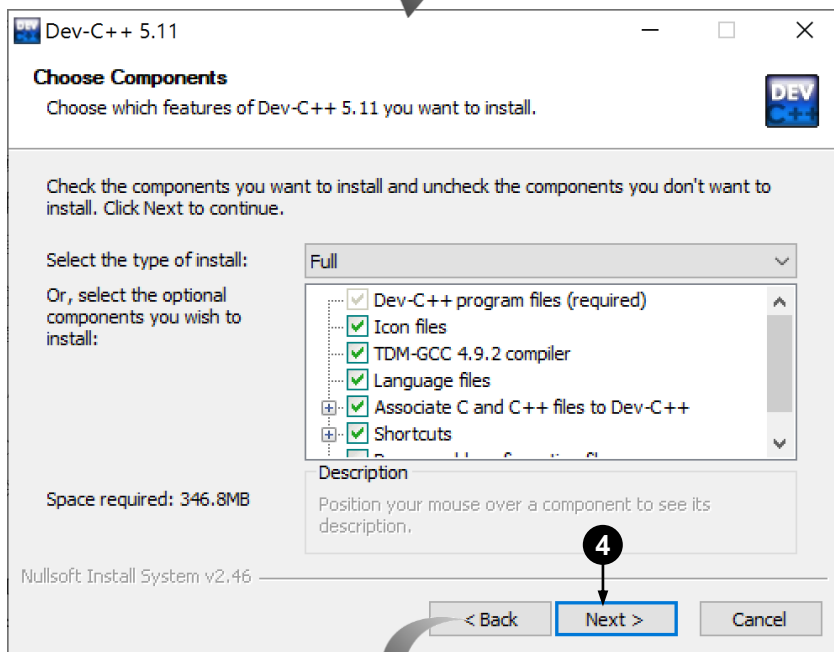 Dev-C++ 5.11
Choose Components
Choose which features of Dev-C++ 5.11 you want to install.
DEV
C++
Check the components you want to install and uncheck the components you don't want to
install. Click Next to continue.
Select the type of install:
Full
Or, select the optional
components you wish to
install:
Dev-C++ program files (required)
Icon files
TDM-GCC 4.9.2 compiler
Language files
Associate C and C++ files to Dev-C++
Shortcuts
Space required: 346.8MB
Description
Position your mouse over a component to see its
description.
4
Nullsoft Install System v2.46
< Back
Next >
Cancel